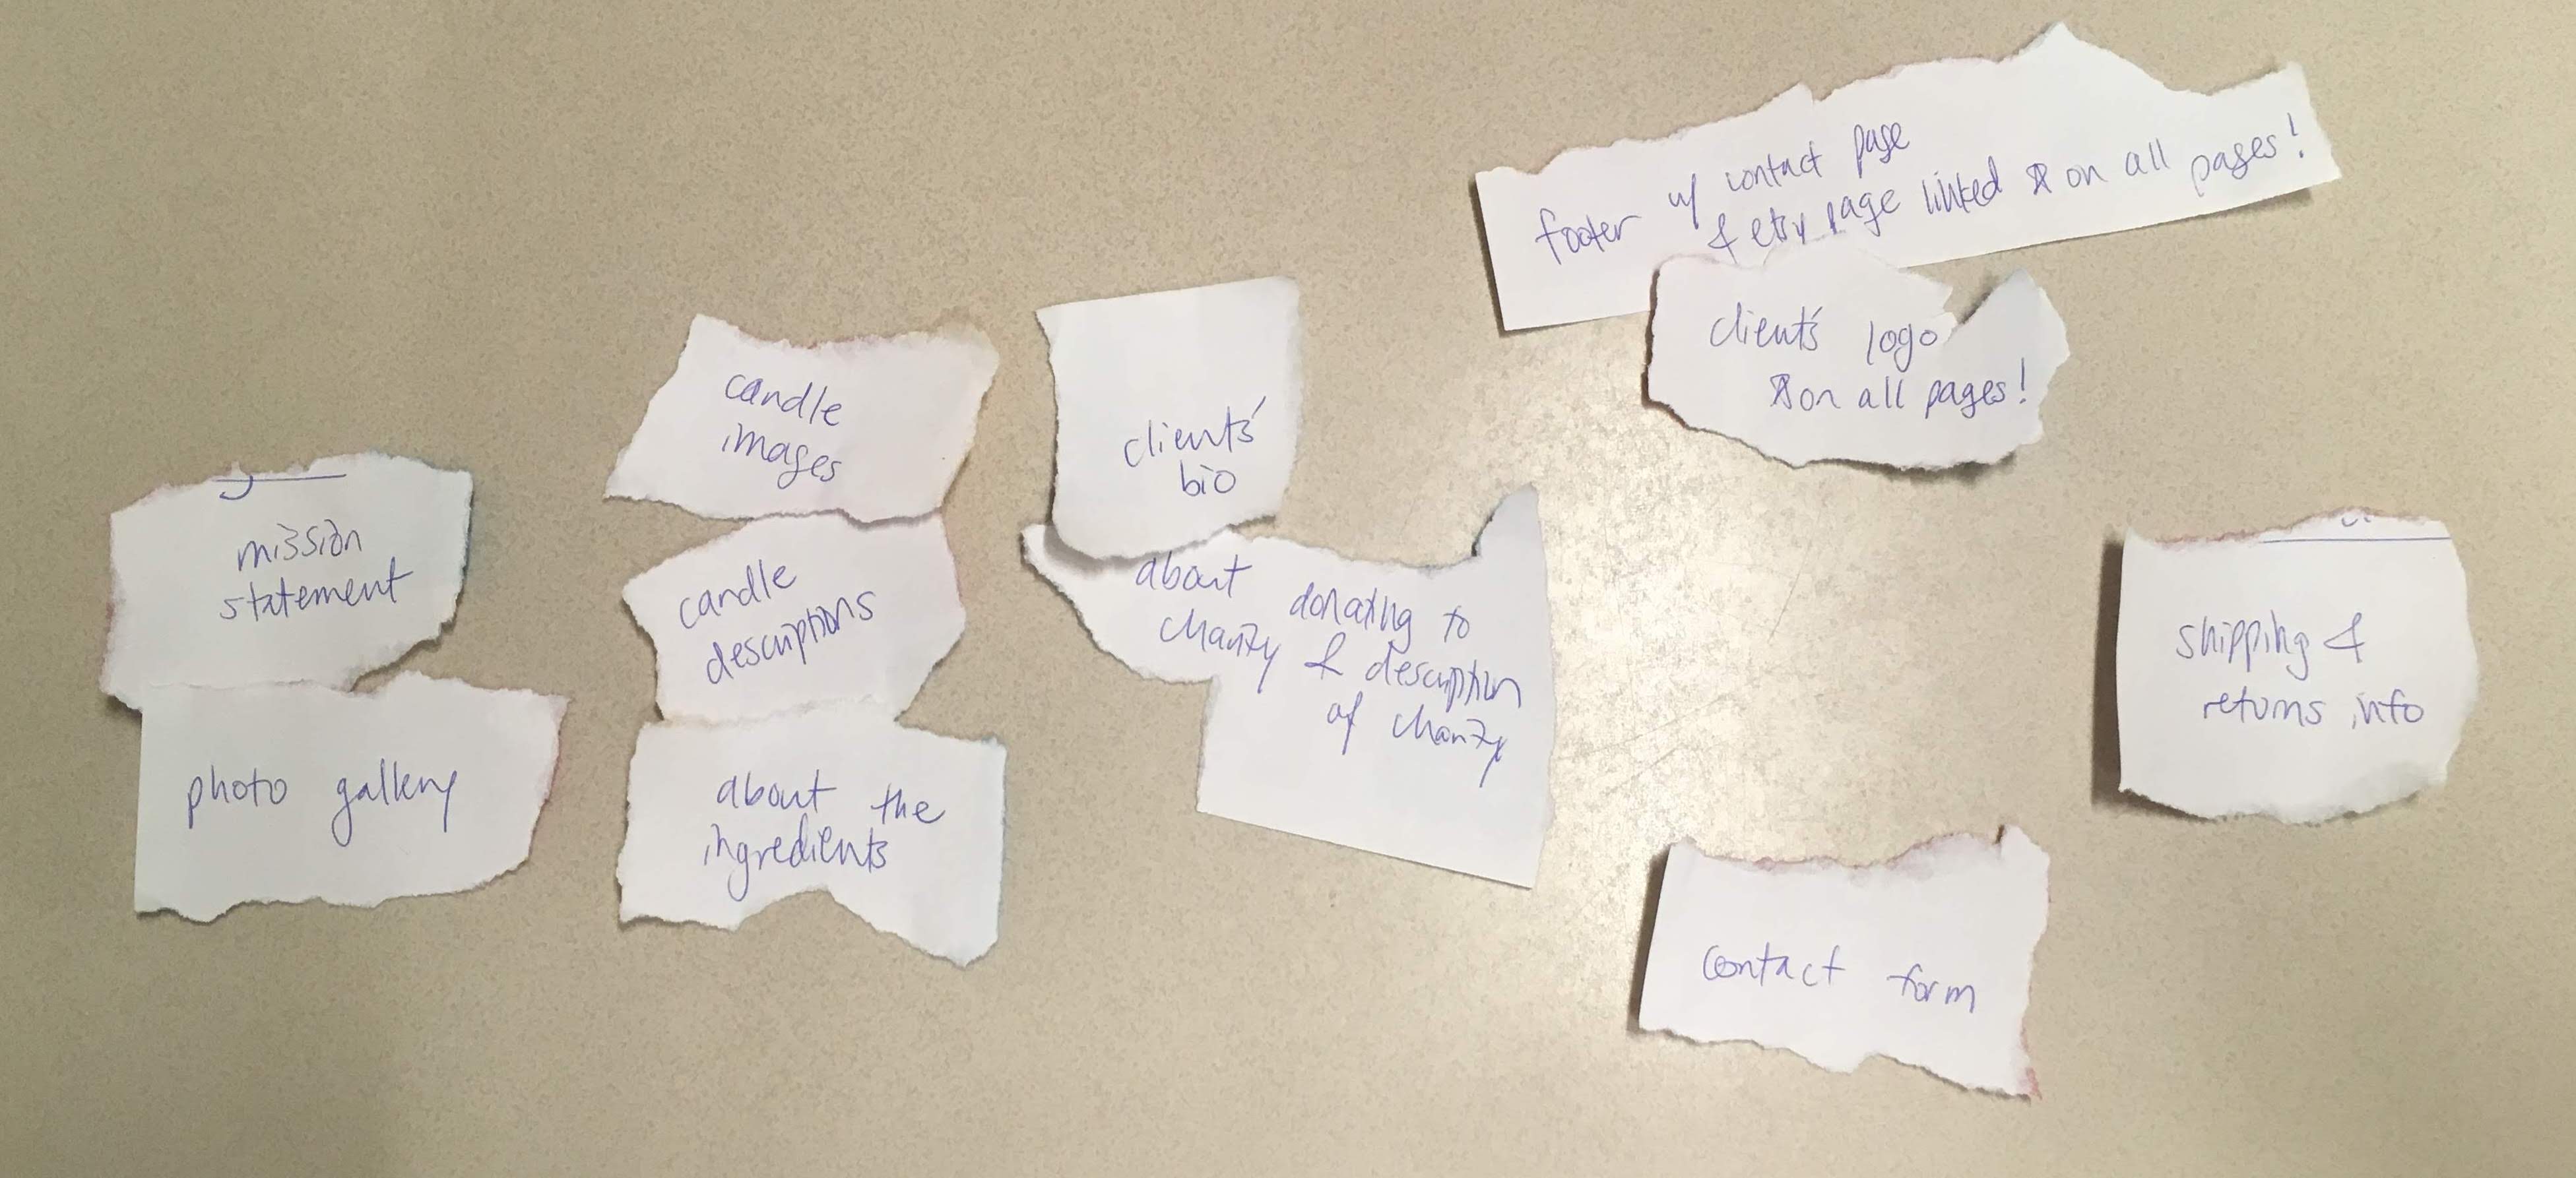 mission
statement
photo gallery
candle
images
candle
descriptions
about the
ingredients
client's
bio
about donating to
charity & description
of charity
footer w/ contact page
& etsy page linked ☆ on all pages!
client's logo
☆ on all pages!
contact form
shipping &
returns info